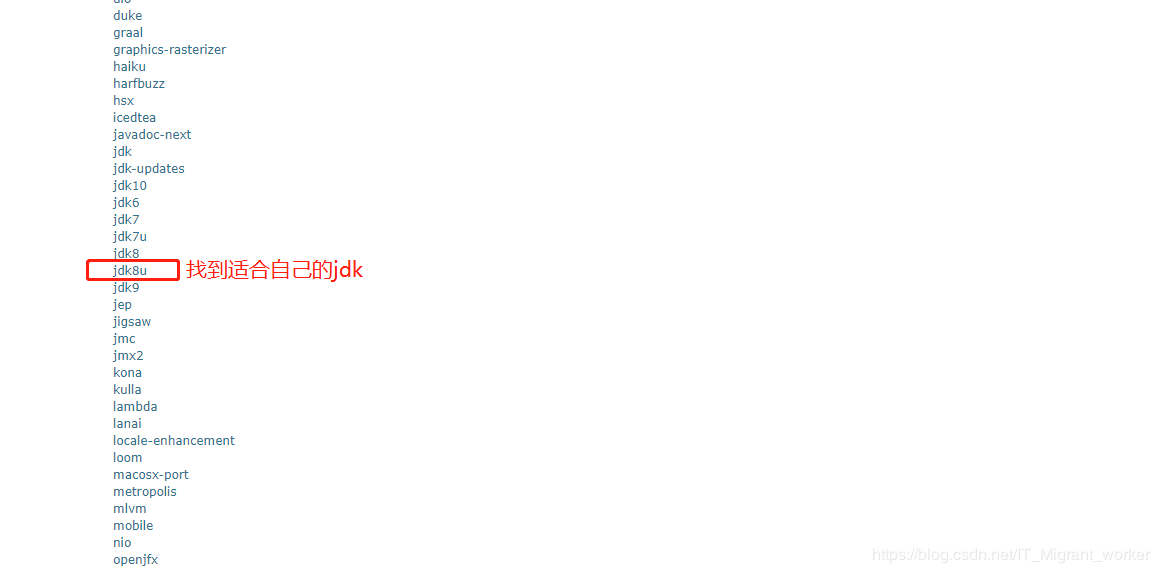 duke
graal
graphics-rasterizer
haiku
harfbuzz
hsx
icedtea
javadoc-next
jdk
jdk-updates
jdk10
jdk6
jdk7
jdk7u
jdk8
jdk8u 找到适合自己的jdk
jdk9
jep
jigsaw
jmc
jmx2
kona
kulla
lambda
lanai
locale-enhancement
loom
macosx-port
metropolis
mlvm
mobile
nio
openjfx
https://blog.csdn.net/IT_Migrant_worker